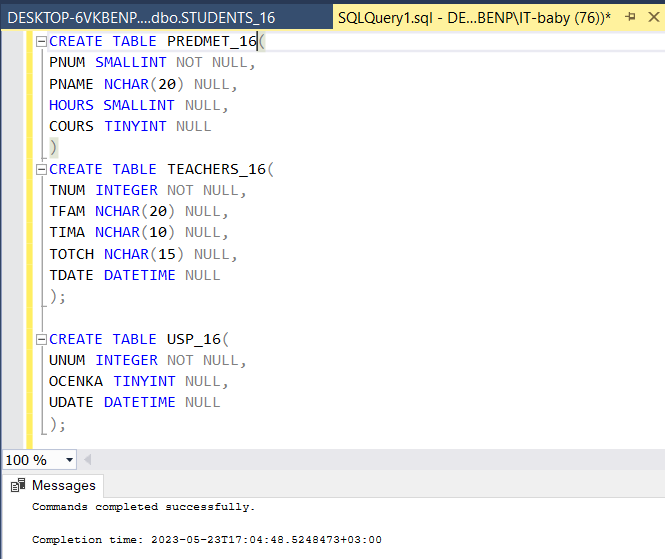 DESKTOP-6VKBENP....dbo.STUDENTS_16
SQLQuery1.sql - DE...BENP\IT-baby (76))*
CREATE TABLE PREDMET_16(
PNUM SMALLINT NOT NULL,
PNAME NCHAR(20) NULL,
HOURS SMALLINT NULL,
COURS TINYINT NULL
)
CREATE TABLE TEACHERS_16(
TNUM INTEGER NOT NULL,
TFAM NCHAR(20) NULL,
TIMA NCHAR(10) NULL,
TOTCH NCHAR(15) NULL,
TDATE DATETIME NULL
);
CREATE TABLE USP_16(
UNUM INTEGER NOT NULL,
OCENKA TINYINT NULL,
UDATE DATETIME NULL
);
100 %
Messages
Commands completed successfully.
Completion time: 2023-05-23T17:04:48.5248473+03:00